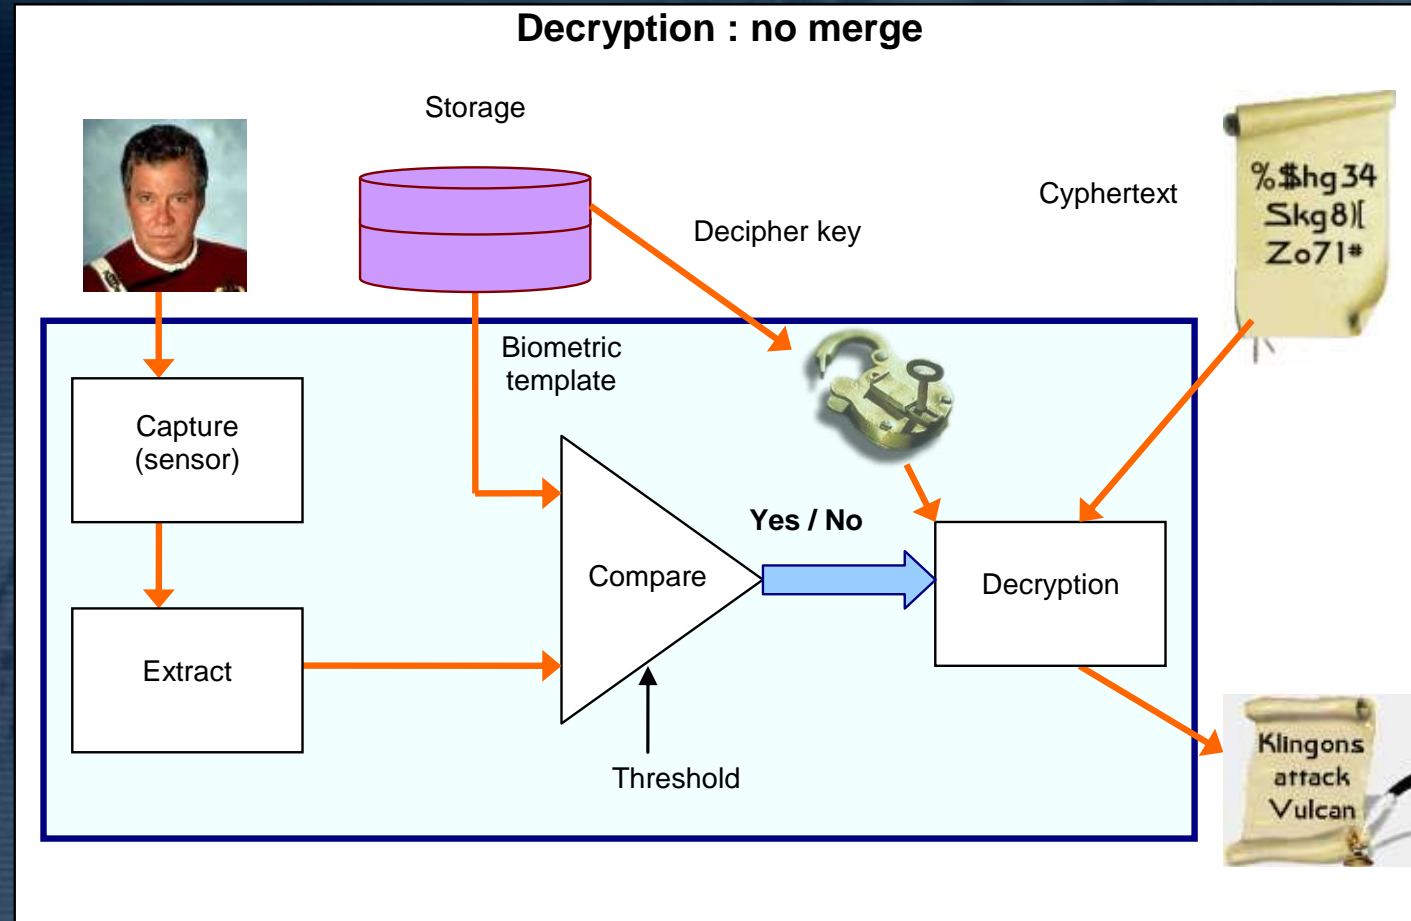 Decryption : no merge
Storage
Cyphertext
%$hg34
Skg8)[
Zo71#
Decipher key
Biometric
template
Capture
(sensor)
Yes / No
Compare
Decryption
Extract
Threshold
Klingons
attack
Vulcan